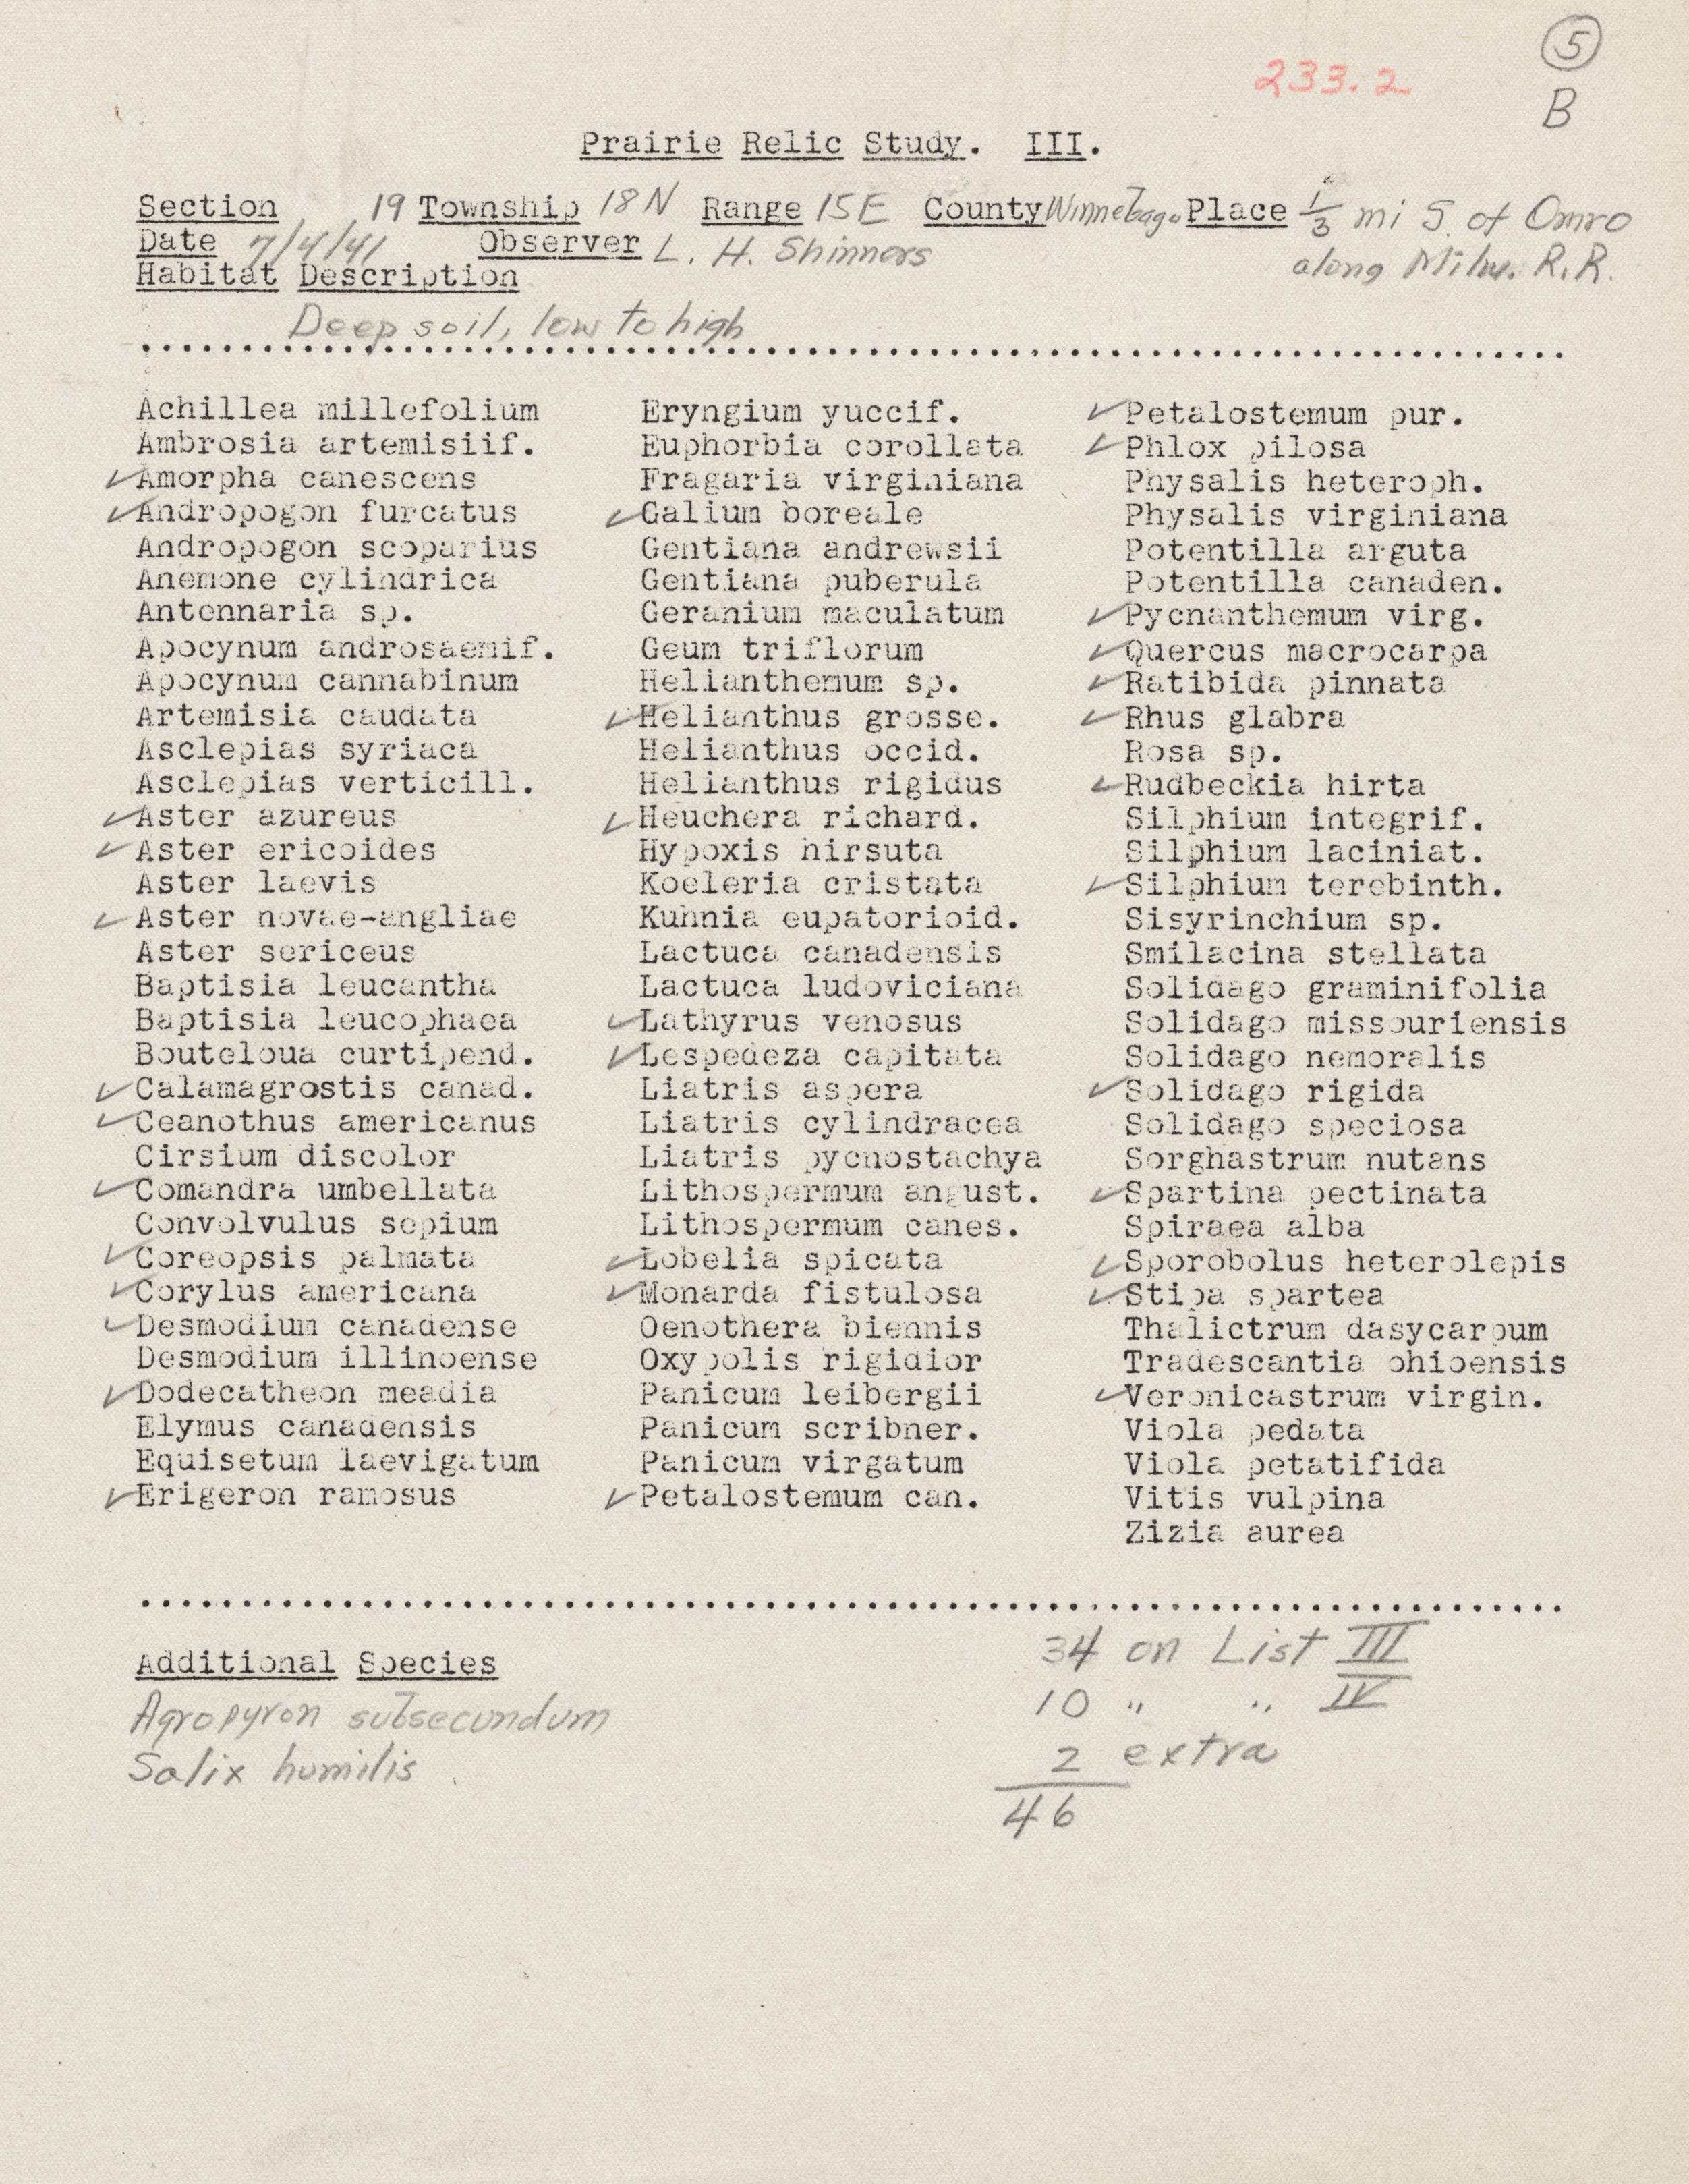 5
233.2
B
Prairie Relic Study. III.
Section 19 Township 18N Range 15E County Winnebago Place 1/3 mi S. of Omro
Date 7/4/41 Observer L. H. Shinners along Milw. R.R.
Habitat Description
Deep soil, low to high
Achillea millefolium
Ambrosia artemisiif.
✓Amorpha canescens
✓Andropogon furcatus
Andropogon scoparius
Anemone cylindrica
Antennaria sp.
Apocynum androsaemif.
Apocynum cannabinum
Artemisia caudata
Asclepias syriaca
Asclepias verticill.
✓Aster azureus
✓Aster ericoides
Aster laevis
✓Aster novae-angliae
Aster sericeus
Baptisia leucantha
Baptisia leucophaea
Bouteloua curtipend.
✓Calamagrostis canad.
✓Ceanothus americanus
Cirsium discolor
✓Comandra umbellata
Convolvulus sepium
✓Coreopsis palmata
✓Corylus americana
✓Desmodium canadense
Desmodium illinoense
✓Dodecatheon meadia
Elymus canadensis
Equisetum laevigatum
✓Erigeron ramosus
Eryngium yuccif.
Euphorbia corollata
Fragaria virginiana
✓Galium boreale
Gentiana andrewsii
Gentiana puberula
Geranium maculatum
Geum triflorum
Helianthemum sp.
✓Helianthus grosse.
Helianthus occid.
Helianthus rigidus
✓Heuchera richard.
Hypoxis hirsuta
Koeleria cristata
Kuhnia eupatorioid.
Lactuca canadensis
Lactuca ludoviciana
✓Lathyrus venosus
✓Lespedeza capitata
Liatris aspera
Liatris cylindracea
Liatris pycnostachya
Lithospermum angust.
Lithospermum canes.
✓Lobelia spicata
✓Monarda fistulosa
Oenothera biennis
Oxypolis rigidior
Panicum leibergii
Panicum scribner.
Panicum virgatum
✓Petalostemum can.
✓Petalostemum pur.
✓Phlox pilosa
Physalis heteroph.
Physalis virginiana
Potentilla arguta
Potentilla canaden.
✓Pycnanthemum virg.
✓Quercus macrocarpa
✓Ratibida pinnata
✓Rhus glabra
Rosa sp.
✓Rudbeckia hirta
Silphium integrif.
Silphium laciniat.
✓Silphium terebinth.
Sisyrinchium sp.
Smilacina stellata
Solidago graminifolia
Solidago missouriensis
Solidago nemoralis
✓Solidago rigida
Solidago speciosa
Sorghastrum nutans
✓Spartina pectinata
Spiraea alba
✓Sporobolus heterolepis
✓Stipa spartea
Thalictrum dasycarpum
Tradescantia ohioensis
✓Veronicastrum virgin.
Viola pedata
Viola petatifida
Vitis vulpina
Zizia aurea
Additional Species
Agropyron subsecundum
Salix humilis
34 on List III
10 " " IV
2 extra
46